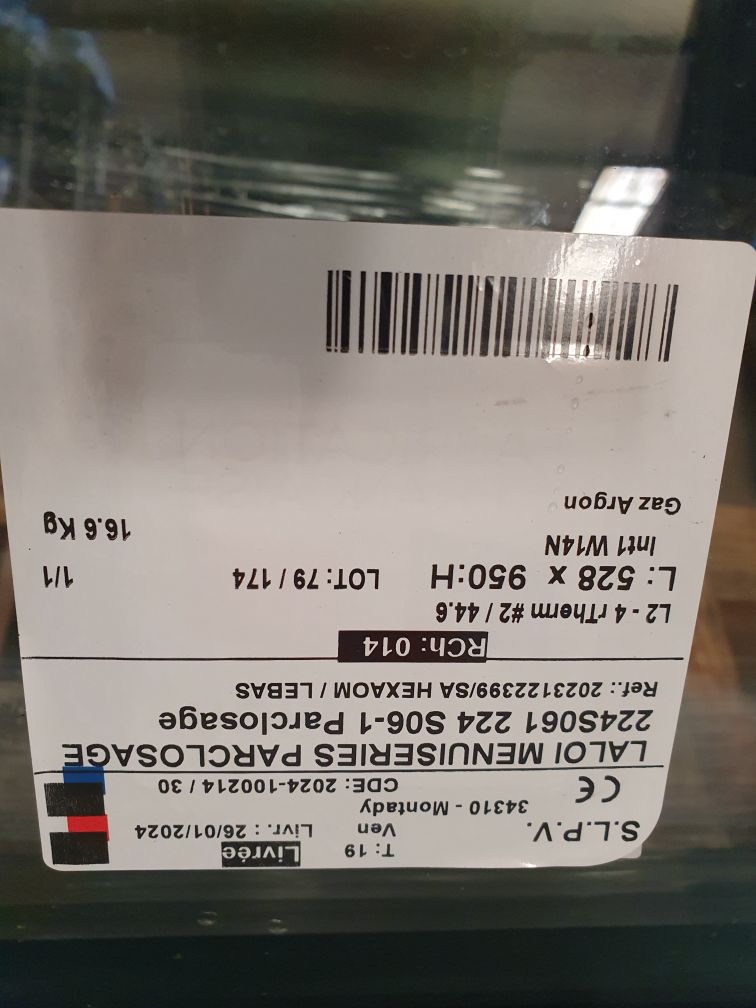 S.L.P.V. T: 19 Livrée
Ven Livr. : 26/01/2024
34310 - Montady
CE CDE: 2024-100214 / 30
LALOI MENUISERIES PARCLOSAGE
224S061 224 S06-1 Parclosage
Ref.: 2023122399/SA HEXAOM / LEBAS
RCh: 014
L2 - 4 rTherm #2 / 44.6
L: 528 x 950:H LOT: 79 / 174 1/1
Int1 W14N
16.6 Kg
Gaz Argon